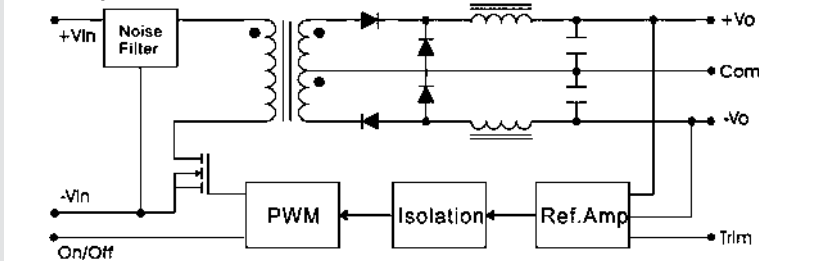 +Vin
Noise
Filter
+Vo
Com
-Vo
-Vin
PWM
Isolation
Ref.Amp
Trim
On/Off